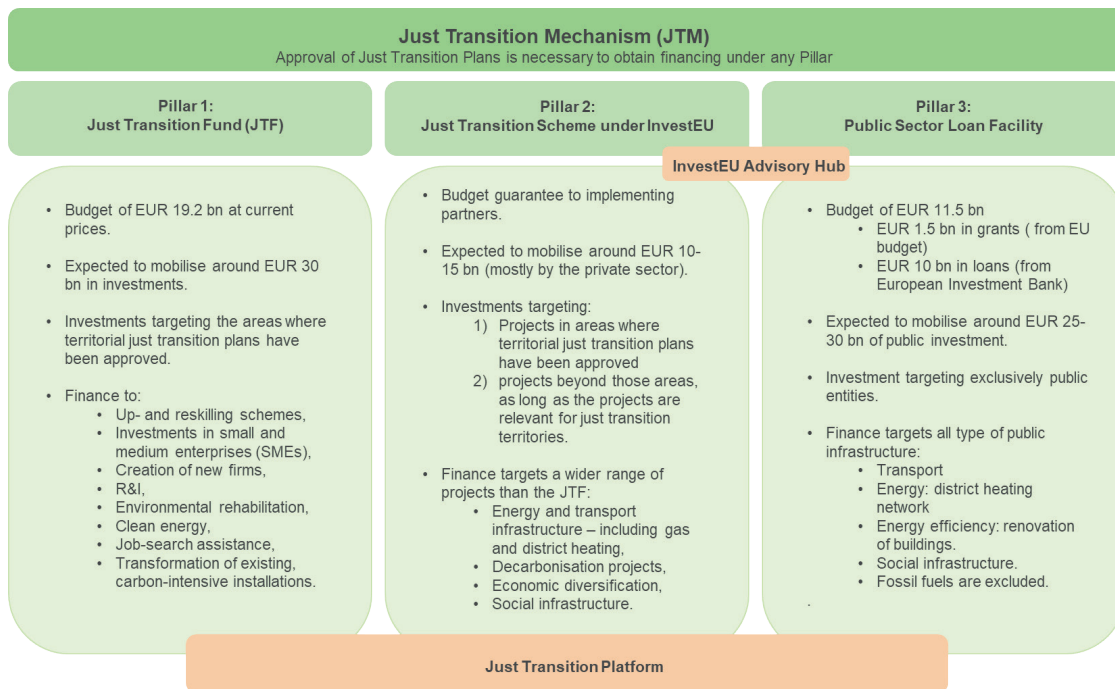 Just Transition Mechanism (JTM)
Approval of Just Transition Plans is necessary to obtain financing under any Pillar
Pillar 1:
Just Transition Fund (JTF)
• Budget of EUR 19.2 bn at current
prices.
• Expected to mobilise around EUR 30
bn in investments.
• Investments targeting the areas where
territorial just transition plans have
been approved.
• Finance to:
• Up- and reskilling schemes,
• Investments in small and
medium enterprises (SMEs),
• Creation of new firms,
• R&I,
• Environmental rehabilitation,
• Clean energy,
• Job-search assistance,
• Transformation of existing,
carbon-intensive installations.
Pillar 2:
Just Transition Scheme under InvestEU
• Budget guarantee to implementing
partners.
• Expected to mobilise around EUR 10-
15 bn (mostly by the private sector).
• Investments targeting:
1) Projects in areas where
territorial just transition plans
have been approved
2) projects beyond those areas,
as long as the projects are
relevant for just transition
territories.
• Finance targets a wider range of
projects than the JTF:
• Energy and transport
infrastructure – including gas
and district heating,
• Decarbonisation projects,
• Economic diversification,
• Social infrastructure.
Pillar 3:
Public Sector Loan Facility
InvestEU Advisory Hub
• Budget of EUR 11.5 bn
• EUR 1.5 bn in grants ( from EU
budget)
• EUR 10 bn in loans (from
European Investment Bank)
• Expected to mobilise around EUR 25-
30 bn of public investment.
• Investment targeting exclusively public
entities.
• Finance targets all type of public
infrastructure:
• Transport
• Energy: district heating
network
• Energy efficiency: renovation
of buildings.
• Social infrastructure.
• Fossil fuels are excluded.
.
Just Transition Platform